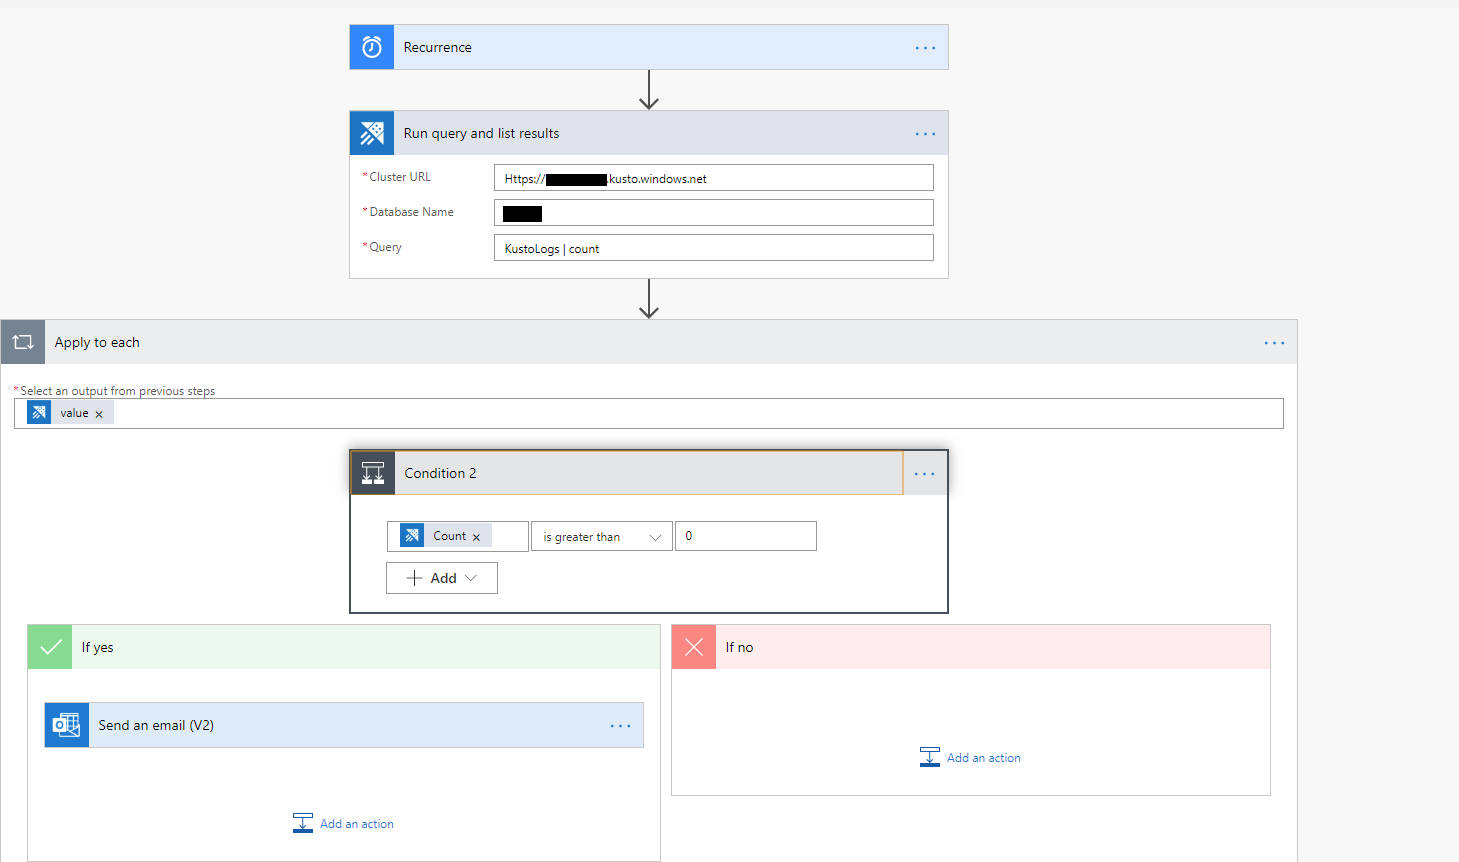 Recurrence
Run query and list results
*Cluster URL
Https:// .kusto.windows.net
*Database Name
*Query
KustoLogs | count
Apply to each
*Select an output from previous steps
value ×
Condition 2
Count ×
is greater than
0
+ Add
If yes
If no
Send an email (V2)
Add an action
Add an action